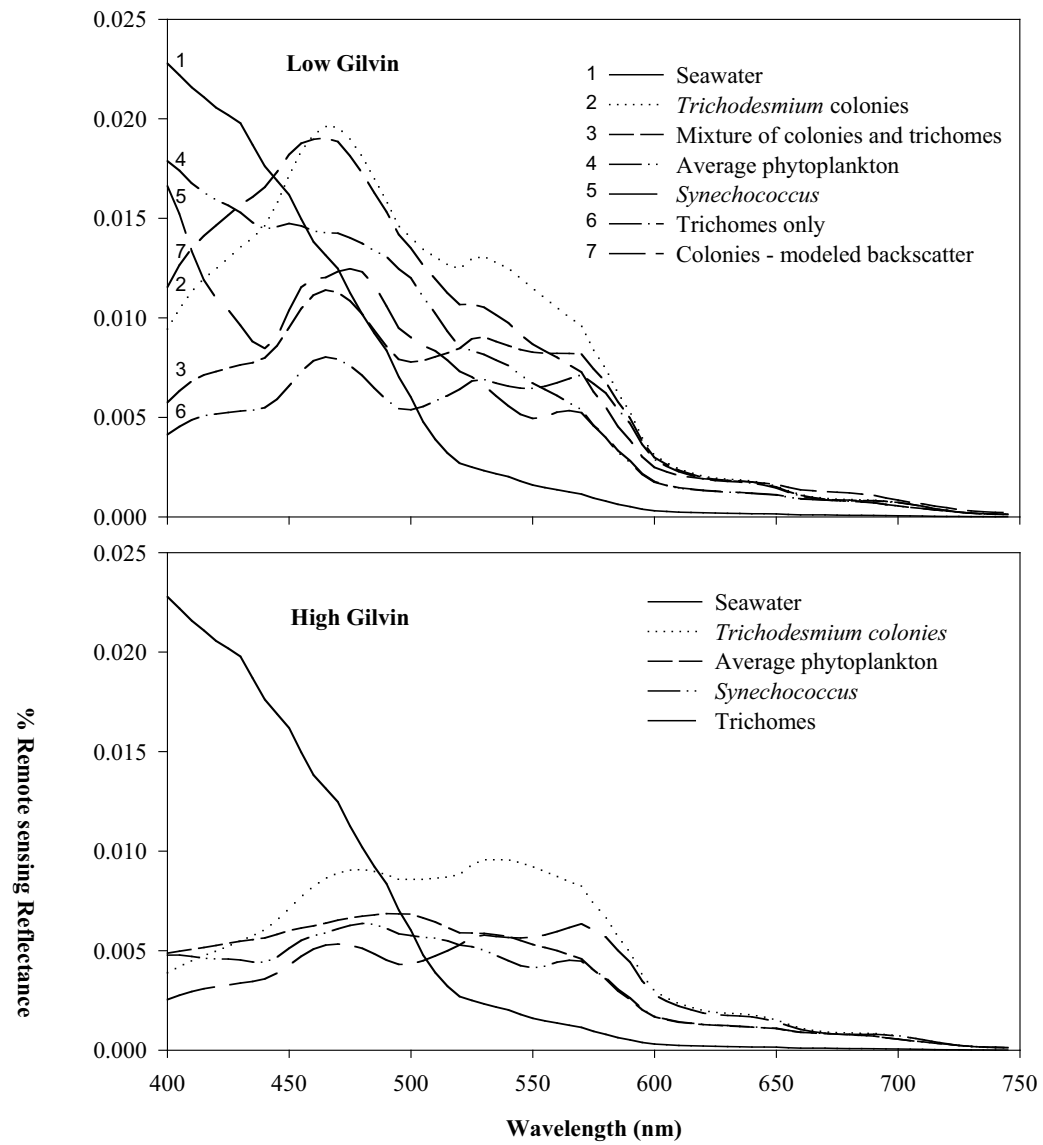 0.025
0.020
0.015
0.010
0.005
0.000
Low Gilvin
1
4
5
7
2
3
6
1 Seawater
2 Trichodesmium colonies
3 Mixture of colonies and trichomes
4 Average phytoplankton
5 Synechococcus
6 Trichomes only
7 Colonies - modeled backscatter
0.025
0.020
0.015
0.010
0.005
0.000
High Gilvin
Seawater
Trichodesmium colonies
Average phytoplankton
Synechococcus
Trichomes
% Remote sensing Reflectance
400 450 500 550 600 650 700 750
Wavelength (nm)